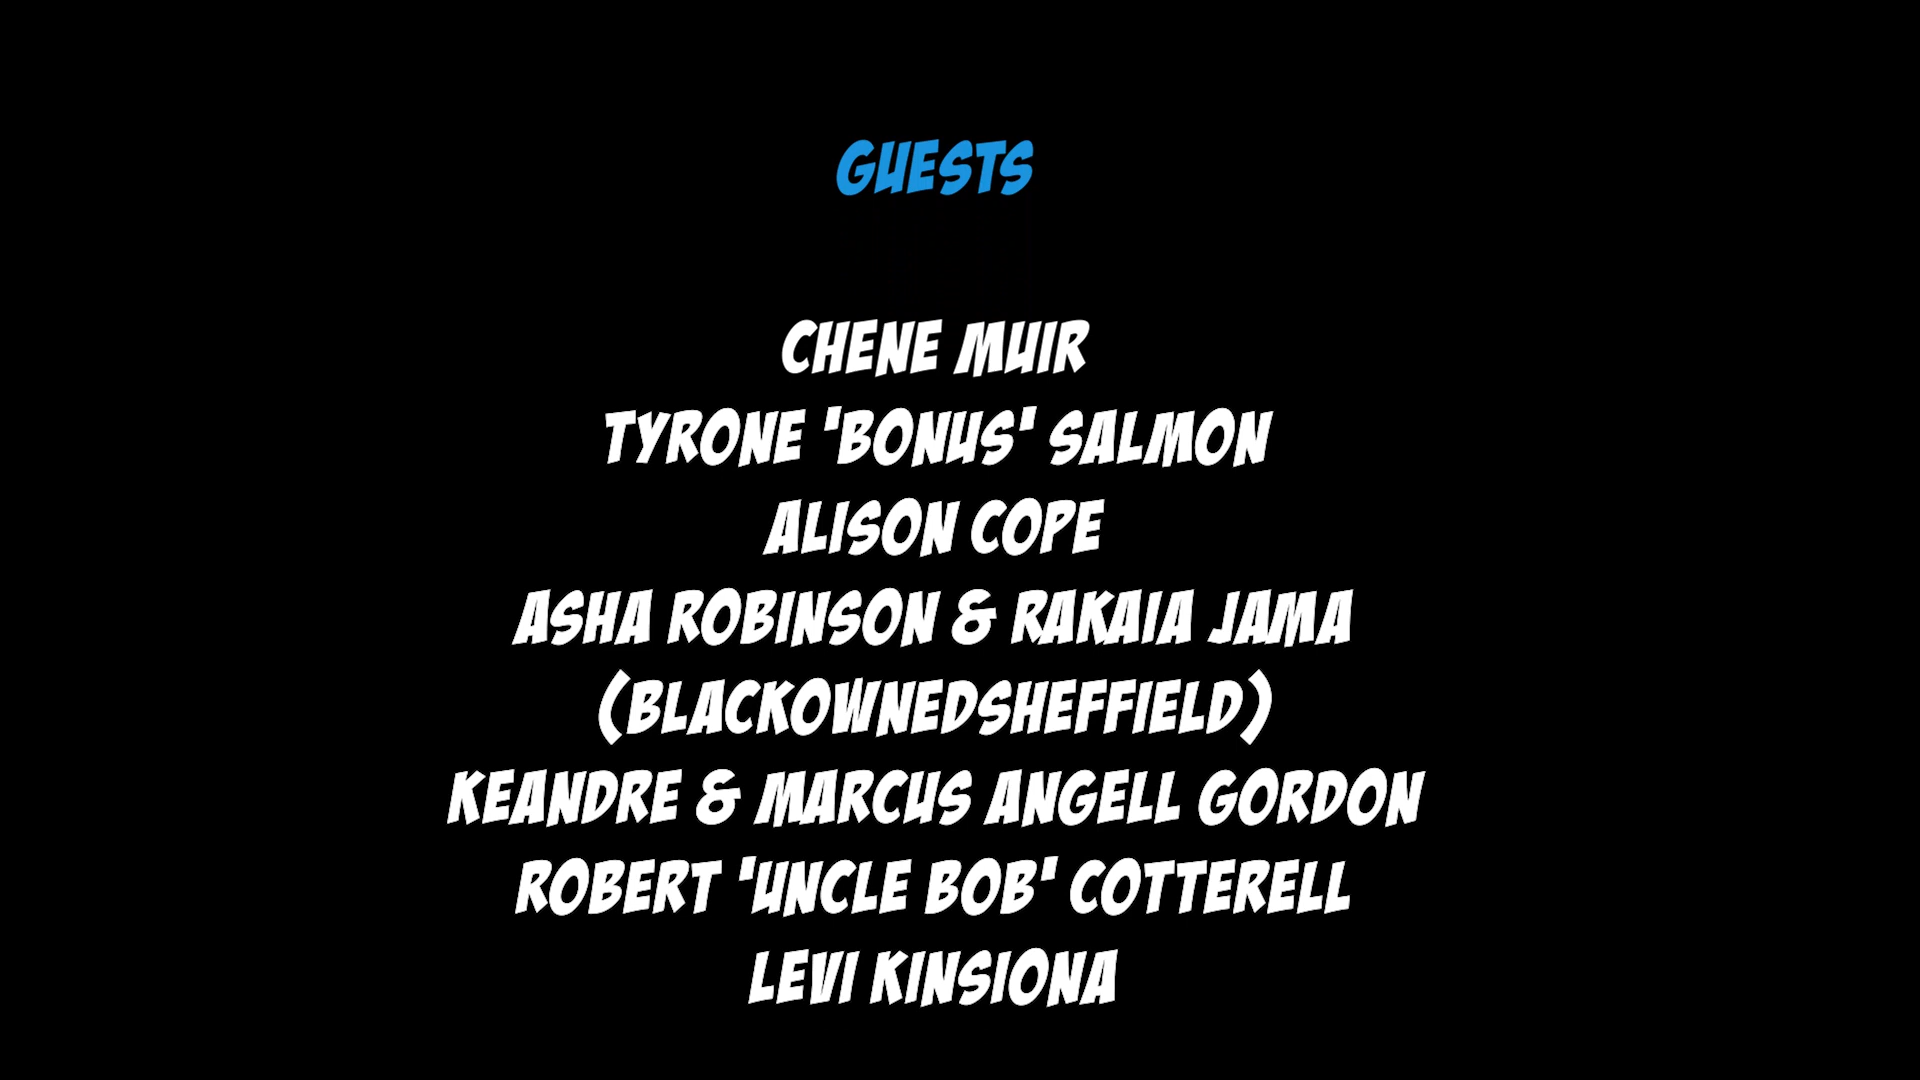 GUESTS
CHENE MUIR
TYRONE 'BONUS' SALMON
ALISON COPE
ASHA ROBINSON & RAKAIA JAMA
(BLACKOWNEDSHEFFIELD)
KEANDRE & MARCUS ANGELL GORDON
ROBERT 'UNCLE BOB' COTTERELL
LEVI KINSIONA